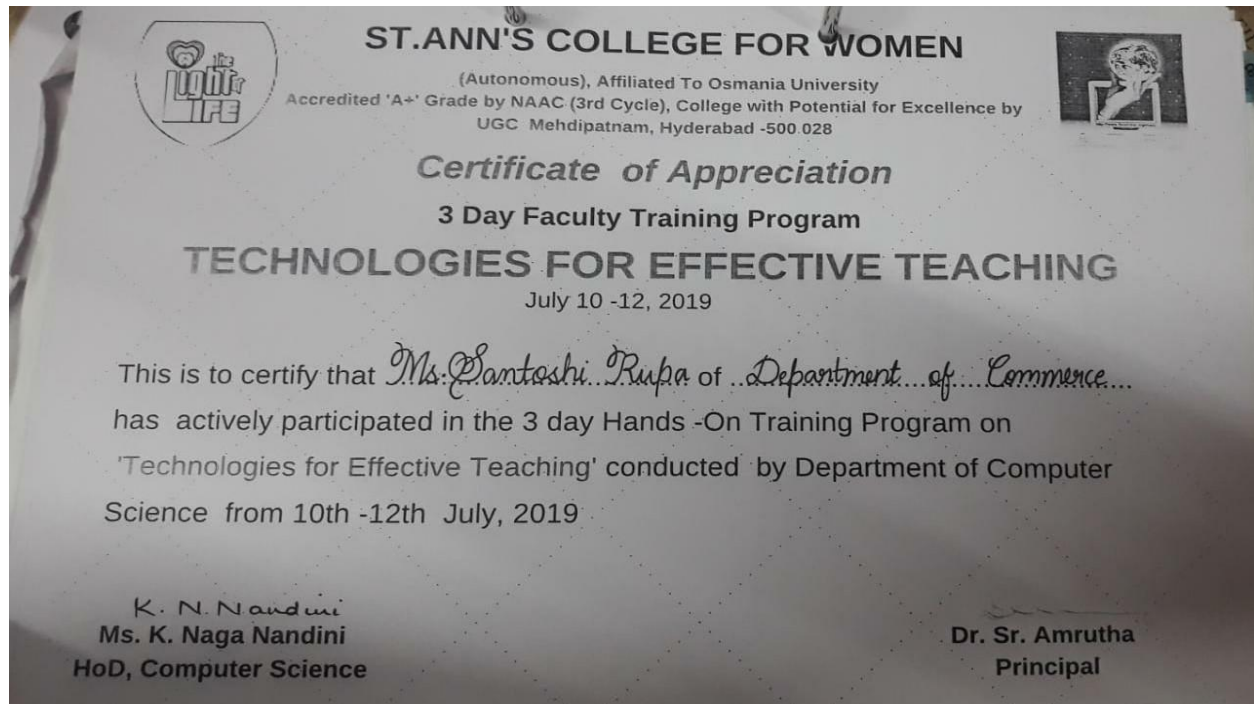 the
Light
of
LIFE
ST.ANN'S COLLEGE FOR WOMEN
(Autonomous), Affiliated To Osmania University
Accredited 'A+' Grade by NAAC (3rd Cycle), College with Potential for Excellence by
UGC Mehdipatnam, Hyderabad -500 028
Certificate of Appreciation
3 Day Faculty Training Program
TECHNOLOGIES FOR EFFECTIVE TEACHING
July 10 -12, 2019
This is to certify that Ms. Santoshi Rupa of Department of Commerce
has actively participated in the 3 day Hands -On Training Program on
'Technologies for Effective Teaching' conducted by Department of Computer
Science from 10th -12th July, 2019
K. N. Nandini
Ms. K. Naga Nandini
HoD, Computer Science
Dr. Sr. Amrutha
Principal